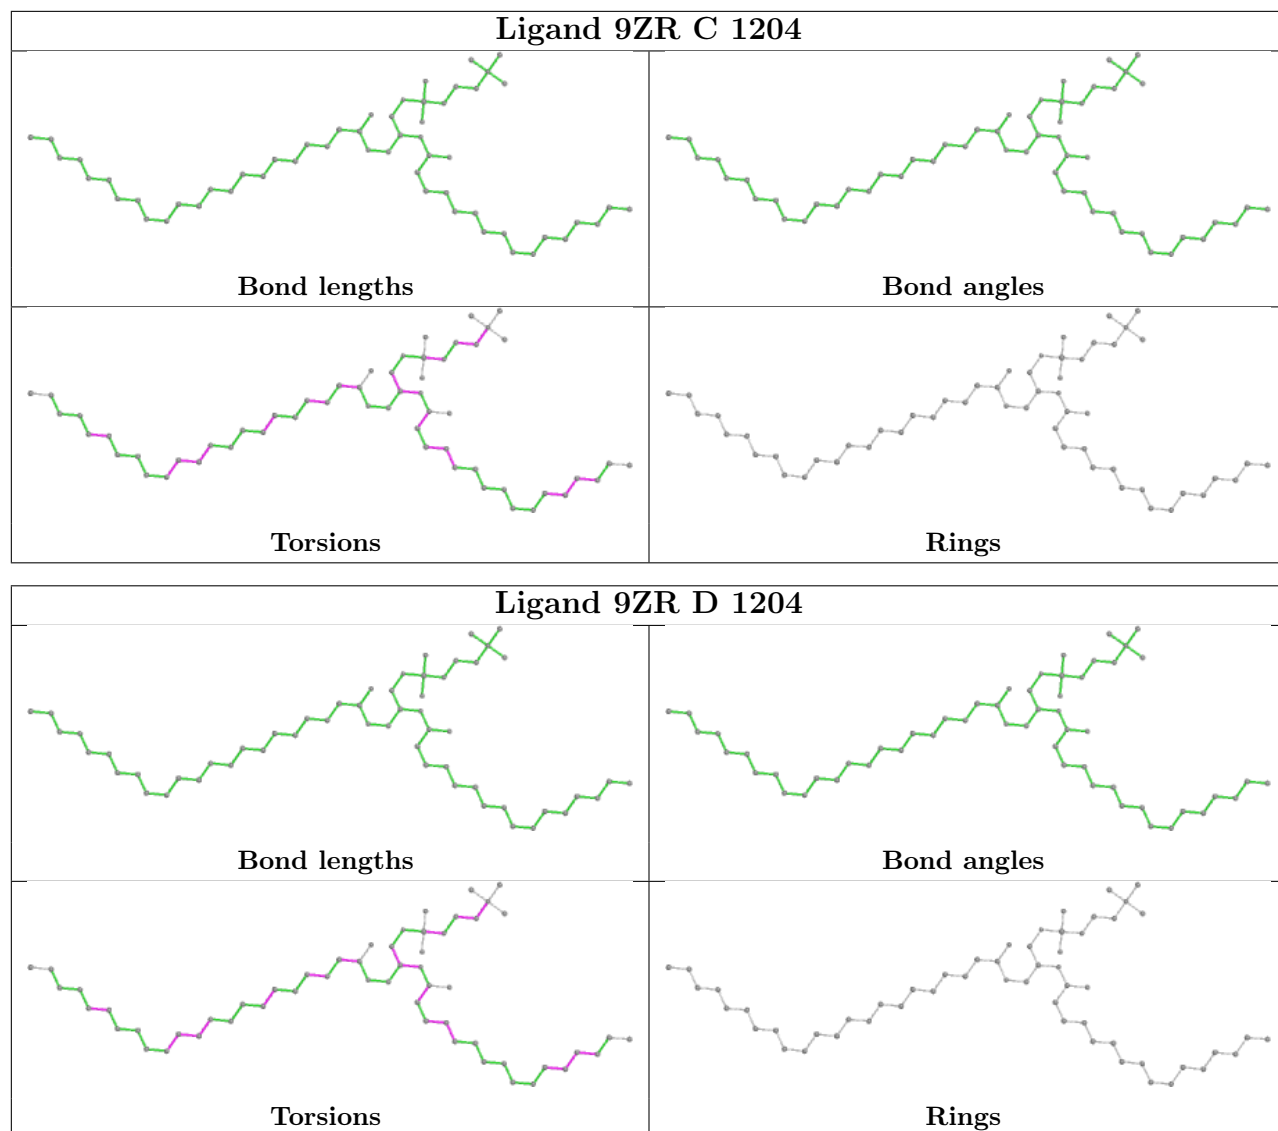 Ligand 9ZR C 1204
Bond lengths
Bond angles
Torsions
Rings
Ligand 9ZR D 1204
Bond lengths
Bond angles
Torsions
Rings